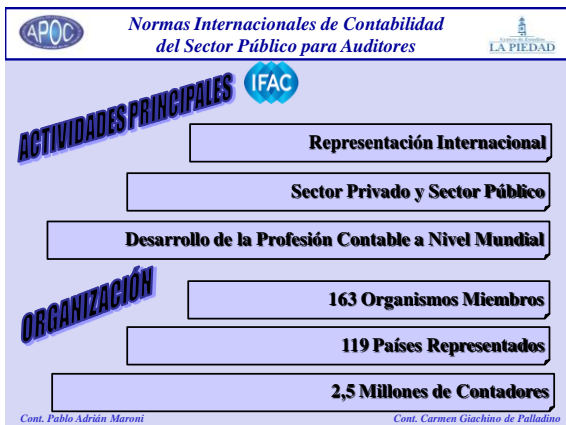 APOC
Normas Internacionales de Contabilidad
del Sector Público para Auditores
LA PIEDAD
ACTIVIDADES PRINCIPALES
IFAC
Representación Internacional
Sector Privado y Sector Público
Desarrollo de la Profesión Contable a Nivel Mundial
ORGANIZACIÓN
163 Organismos Miembros
119 Países Representados
2,5 Millones de Contadores
Cont. Pablo Adrián Maroni
Cont. Carmen Giachino de Palladino